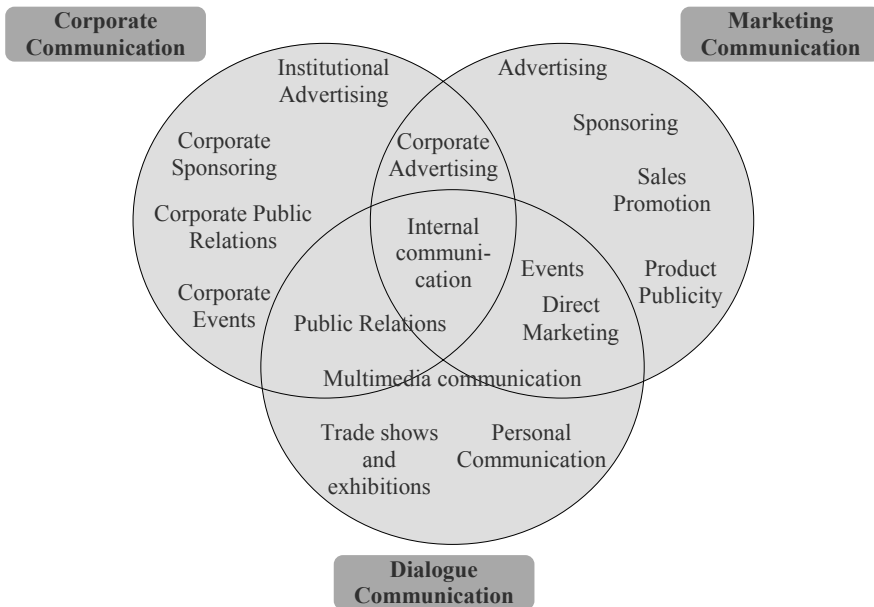 Corporate
Communication
Marketing
Communication
Institutional
Advertising
Advertising
Sponsoring
Corporate
Sponsoring
Corporate
Advertising
Sales
Promotion
Corporate Public
Relations
Internal
communi-
cation
Events
Product
Publicity
Corporate
Events
Direct
Marketing
Public Relations
Multimedia communication
Trade shows
and
exhibitions
Personal
Communication
Dialogue
Communication